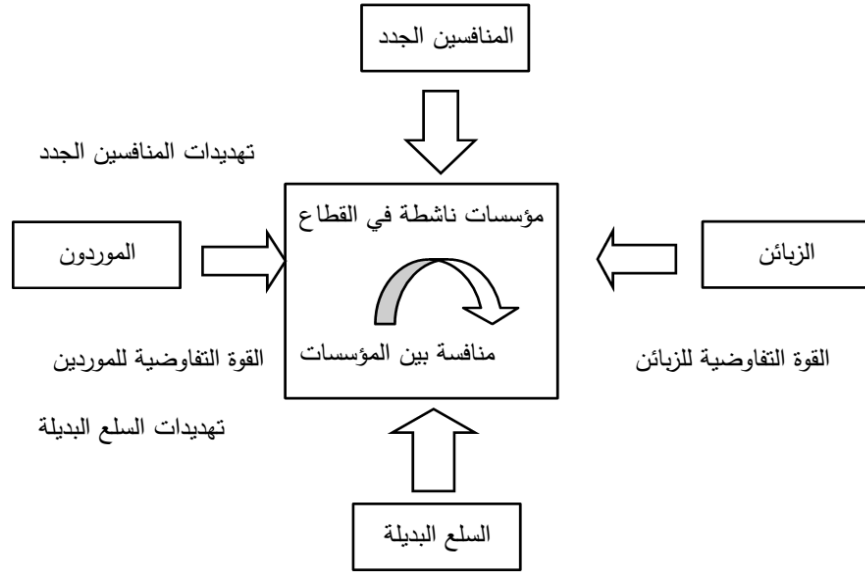 المنافسين الجدد
تهديدات المنافسين الجدد
مؤسسات ناشطة في القطاع
الزبائن
الموردون
منافسة بين المؤسسات
القوة التفاوضية للزبائن
القوة التفاوضية للموردين
تهديدات السلع البديلة
السلع البديلة